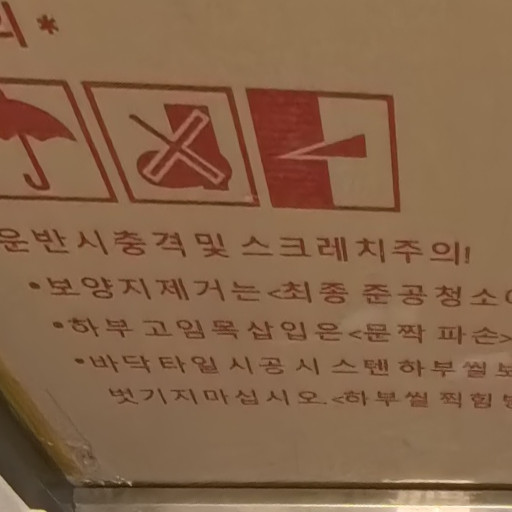 의 *
운반시충격및 스크레치주의!
•보양지제거는<최종 준공청소
•하부고임목삽입은<문짝 파손>
•바닥타일시공시 스텐하부씰보
벗기지마십시오.<하부씰 찍힘방